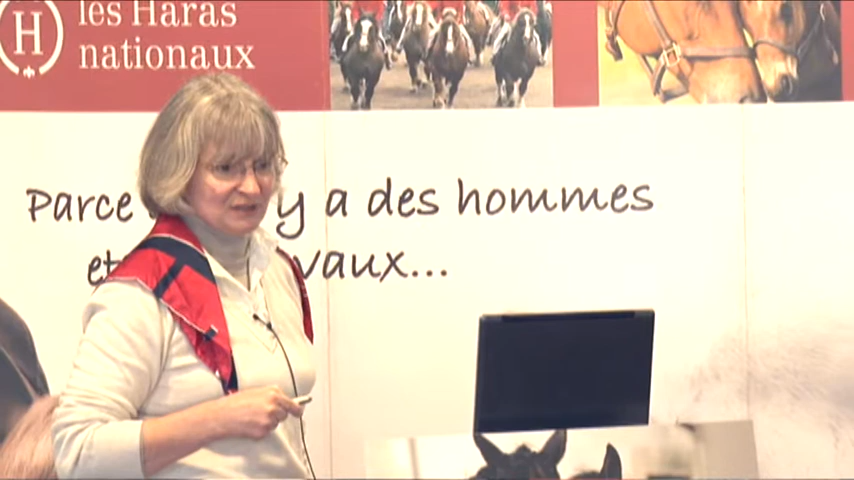 H
les Haras
nationaux
Parce y a des hommes
et vaux...